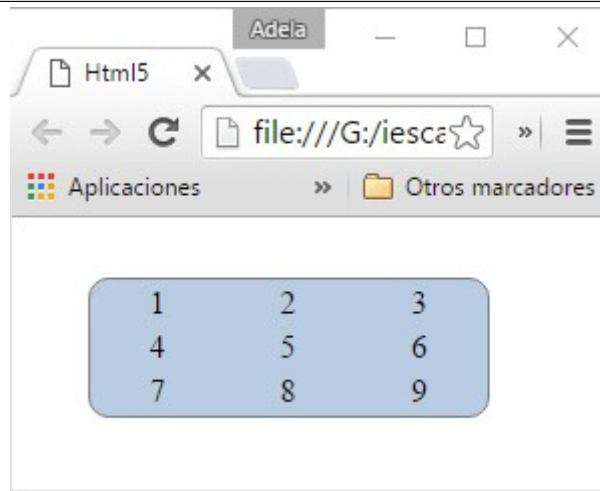 Adela
Html5
file:///G:/iesca
Aplicaciones » Otros marcadores
1 2 3
4 5 6
7 8 9